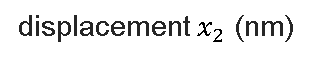 displacement x₂ (nm)